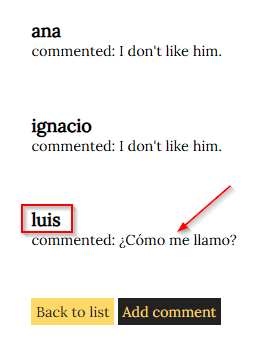 ana
commented: I don't like him.
ignacio
commented: I don't like him.
luis
commented: ¿Cómo me llamo?
Back to list Add comment